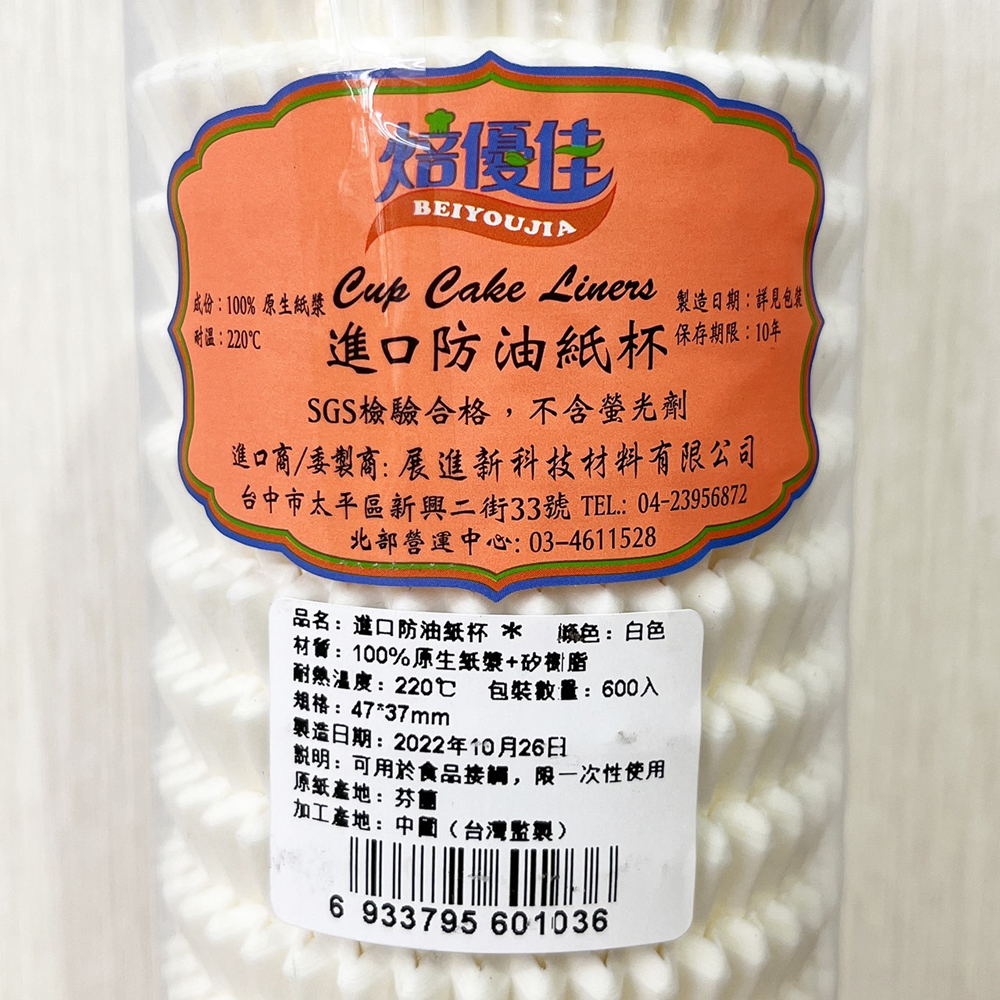 焙優佳
BEIYOUJIA
Cup Cake Liners
成份：100% 原生紙漿
耐溫：220℃
製造日期：詳見包裝
保存期限：10年
進口防油紙杯
SGS檢驗合格，不含螢光劑
進口商/委製商: 展進新科技材料有限公司
台中市太平區新興二街33號 TEL.: 04-23956872
北部營運中心: 03-4611528
品名：進口防油紙杯 ＊ 顏色：白色
材質：100%原生紙漿+矽樹脂
耐熱溫度：220℃ 包裝數量：600入
規格：47*37mm
製造日期：2022年10月26日
說明：可用於食品接觸，限一次性使用
原紙產地：芬蘭
加工產地：中國（台灣監製）
6 933795 601036